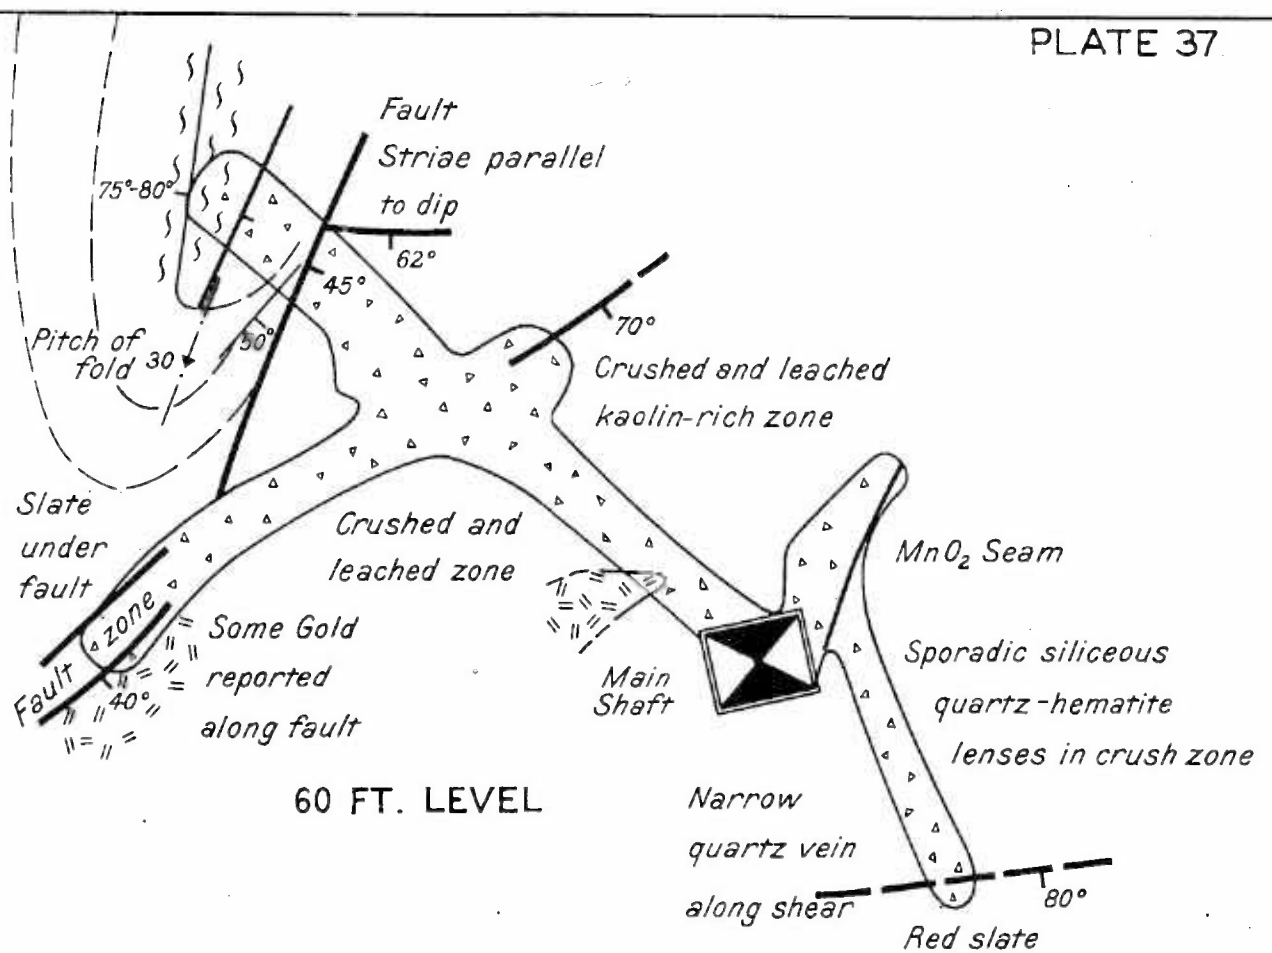 PLATE 37
Fault
Striae parallel
to dip
75°-80°
62°
45°
70°
Pitch of
fold 30
50°
Crushed and leached
kaolin-rich zone
Slate
under
fault
Crushed and
leached zone
MnO₂ Seam
Fault zone
40°
Some Gold
reported
along fault
Main
Shaft
Sporadic siliceous
quartz-hematite
lenses in crush zone
60 FT. LEVEL
Narrow
quartz vein
along shear
80°
Red slate